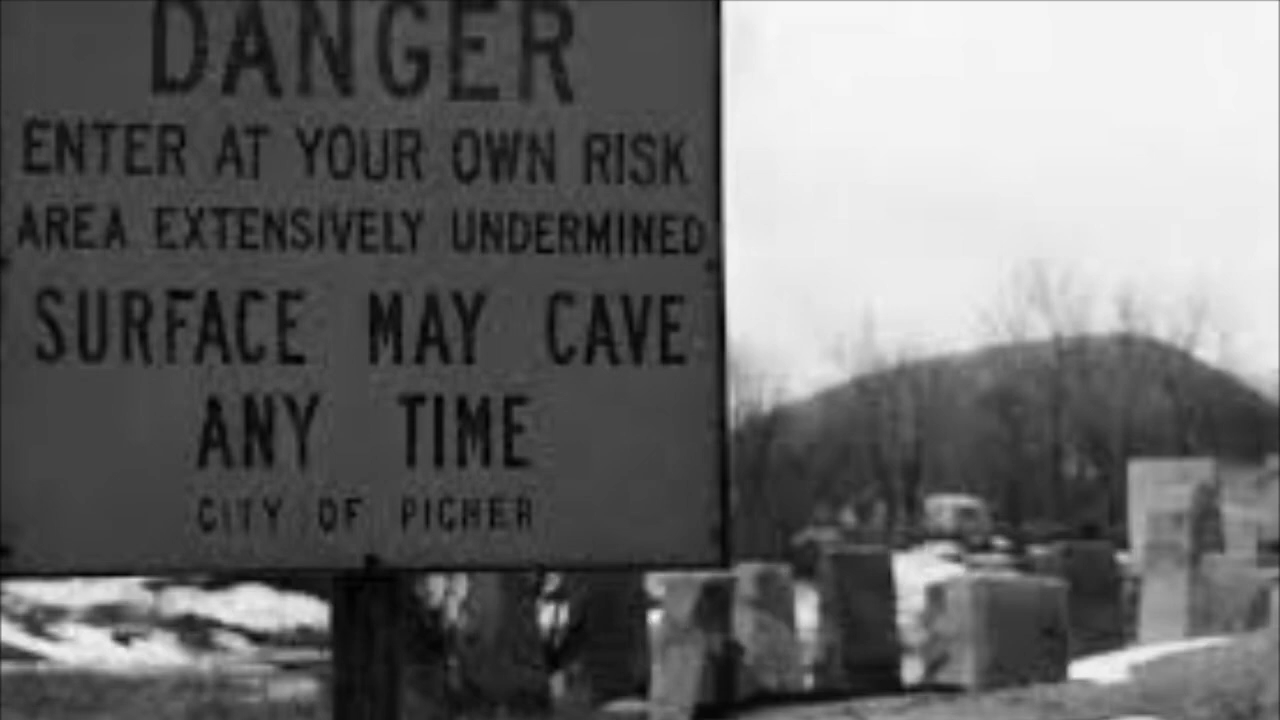 DANGER
ENTER AT YOUR OWN RISK
AREA EXTENSIVELY UNDERMINED
SURFACE MAY CAVE
ANY TIME
CITY OF PICHER